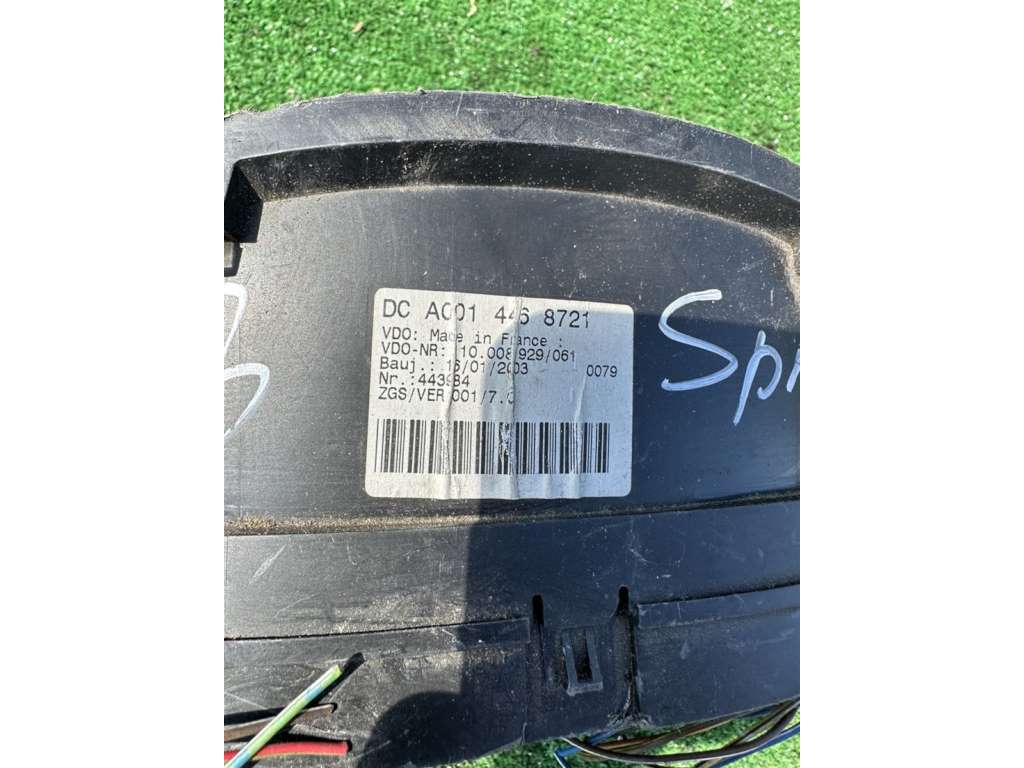 DC A001 446 8721
VDO: Made in France :
VDO-NR: 10.008.929/061
Bauj.: 16/01/2003 0079
Nr.:443984
ZGS/VER 001/7.0
Spr